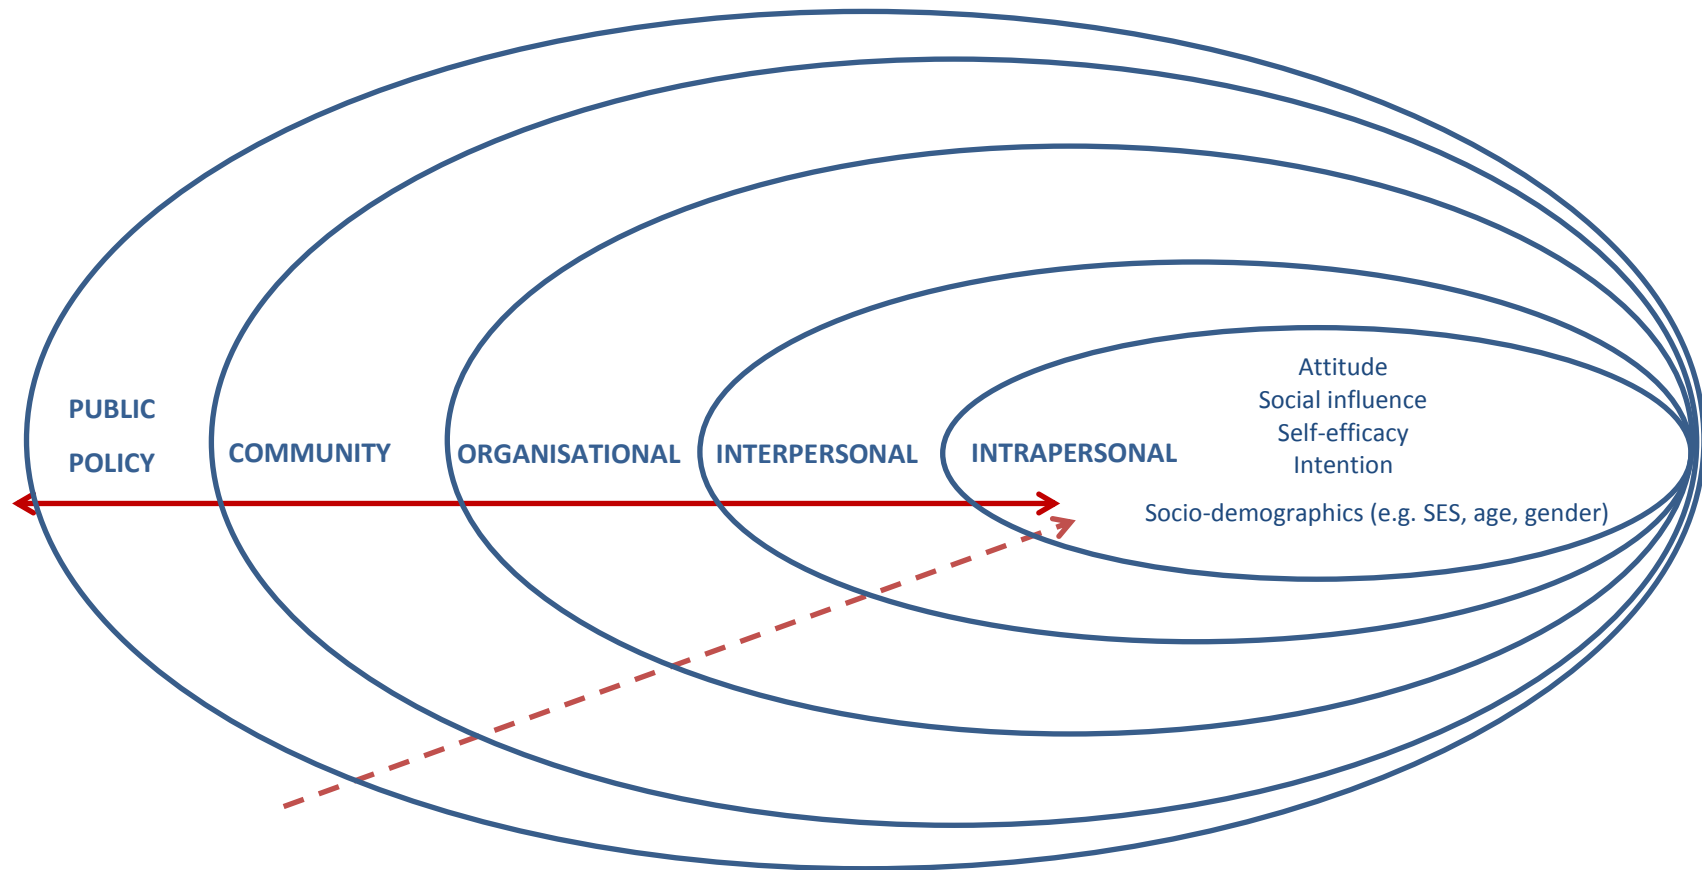 PUBLIC
POLICY
COMMUNITY
ORGANISATIONAL
INTERPERSONAL
INTRAPERSONAL
Attitude
Social influence
Self-efficacy
Intention
Socio-demographics (e.g. SES, age, gender)